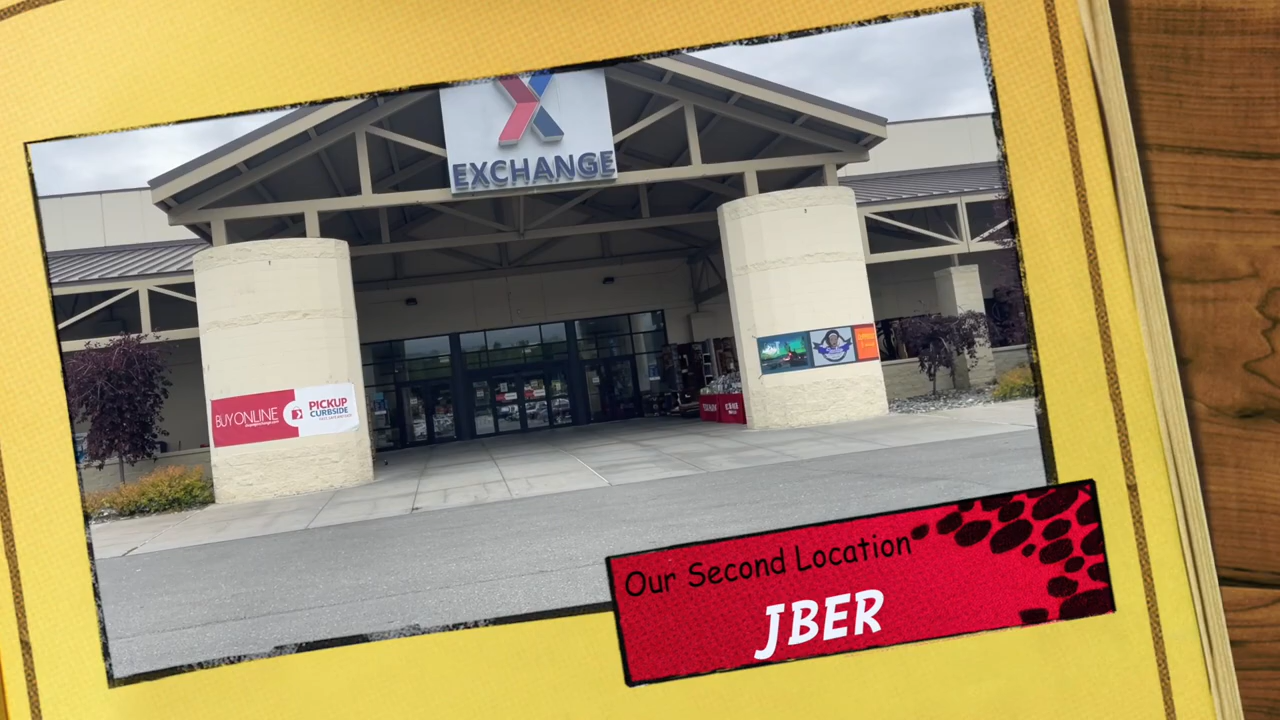 X
EXCHANGE
BUY ONLINE
PICKUP
CURBSIDE
Our Second Location
JBER